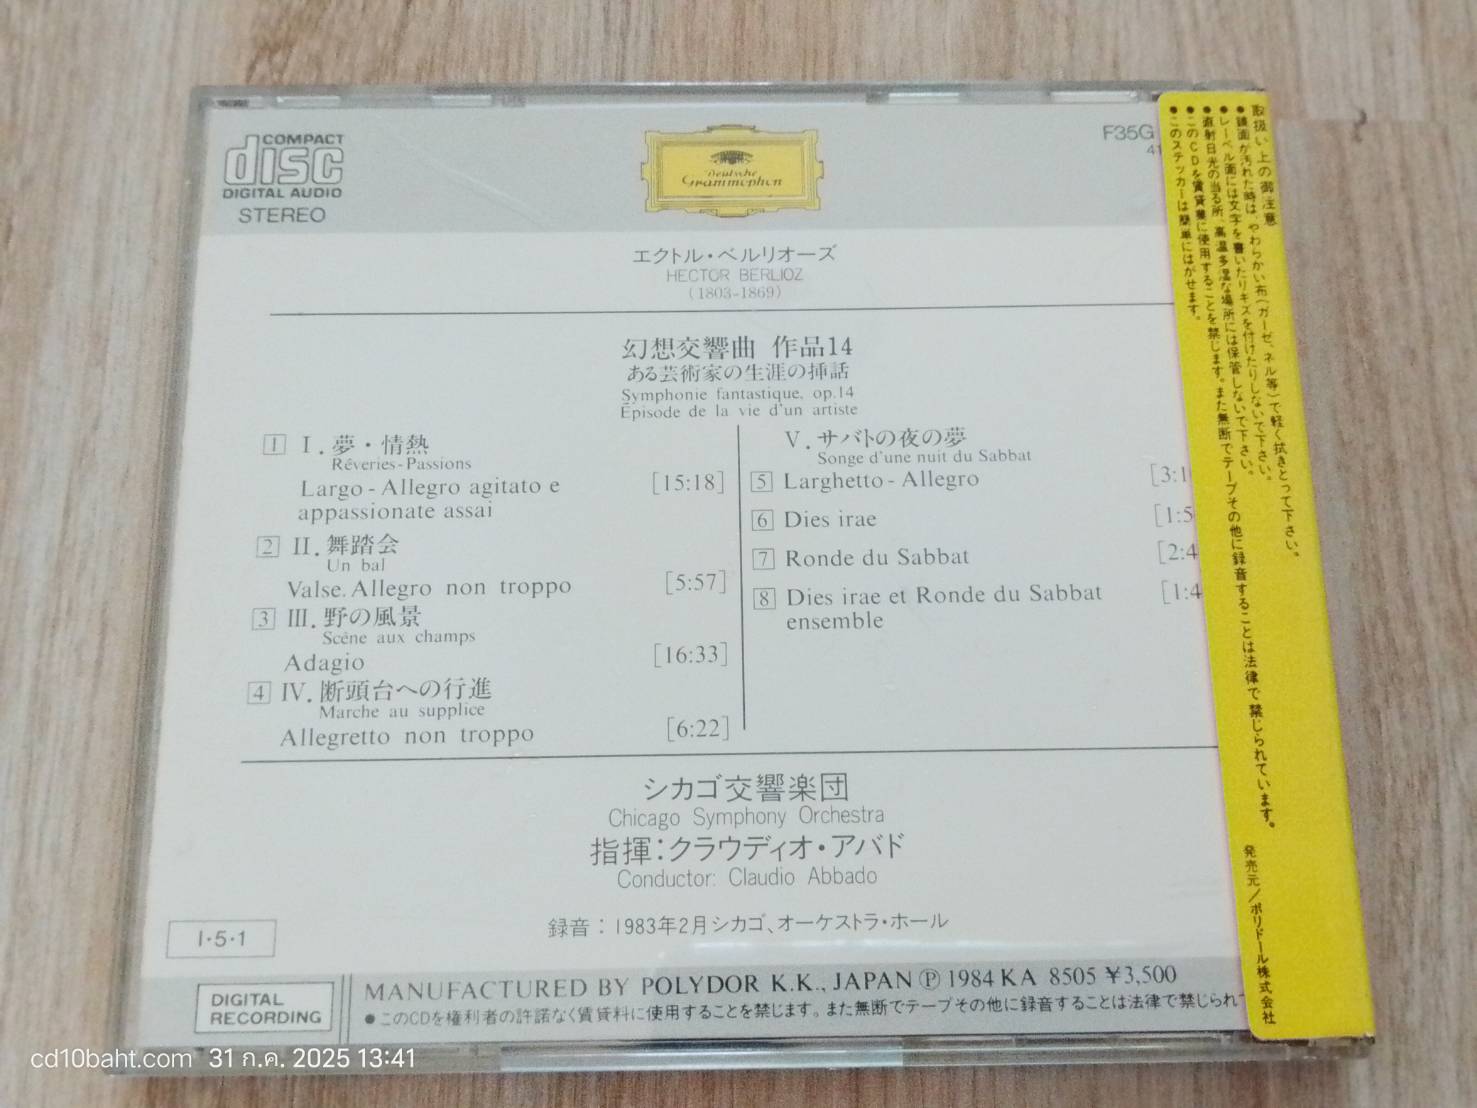 COMPACT
disc
DIGITAL AUDIO
STEREO
Deutsche
Grammophon
F35G
41
エクトル・ベルリオーズ
HECTOR BERLIOZ
(1803-1869)
幻想交響曲 作品14
ある芸術家の生涯の挿話
Symphonie fantastique, op.14
Épisode de la vie d'un artiste
1 I. 夢・情熱
Rêveries-Passions
Largo-Allegro agitato e [15:18]
appassionate assai
2 II. 舞踏会
Un bal
Valse. Allegro non troppo [5:57]
3 III. 野の風景
Scène aux champs
Adagio [16:33]
4 IV. 断頭台への行進
Marche au supplice
Allegretto non troppo [6:22]
V. サバトの夜の夢
Songe d'une nuit du Sabbat
5 Larghetto-Allegro [3:1
6 Dies irae [1:5
7 Ronde du Sabbat [2:4
8 Dies irae et Ronde du Sabbat [1:4
ensemble
シカゴ交響楽団
Chicago Symphony Orchestra
指揮:クラウディオ・アバド
Conductor: Claudio Abbado
録音:1983年2月シカゴ、オーケストラ・ホール
I・5・1
DIGITAL
RECORDING
MANUFACTURED BY POLYDOR K.K., JAPAN Ⓟ 1984 KA 8505 ¥3,500
●このCDを権利者の許諾なく賃貸料に使用することを禁じます。また無断でテープその他に録音することは法律で禁じられて
取扱い上の御注意
●鏡面が汚れた時は、やわらかい布(ガーゼ、ネル等)で軽く拭きとって下さい。
●レーベル面には文字を書いたりキズを付けたりしないで下さい。
●直射日光の当る所、高温多湿な場所には保管しないで下さい。
●このCDを賃貸業に使用することを禁じます。また無断でテープその他に録音することは法律で禁じられています。
●このステッカーは簡単にはがせます。
発売元/ポリドール株式会社
cd10baht.com 31 ก.ค. 2025 13:41